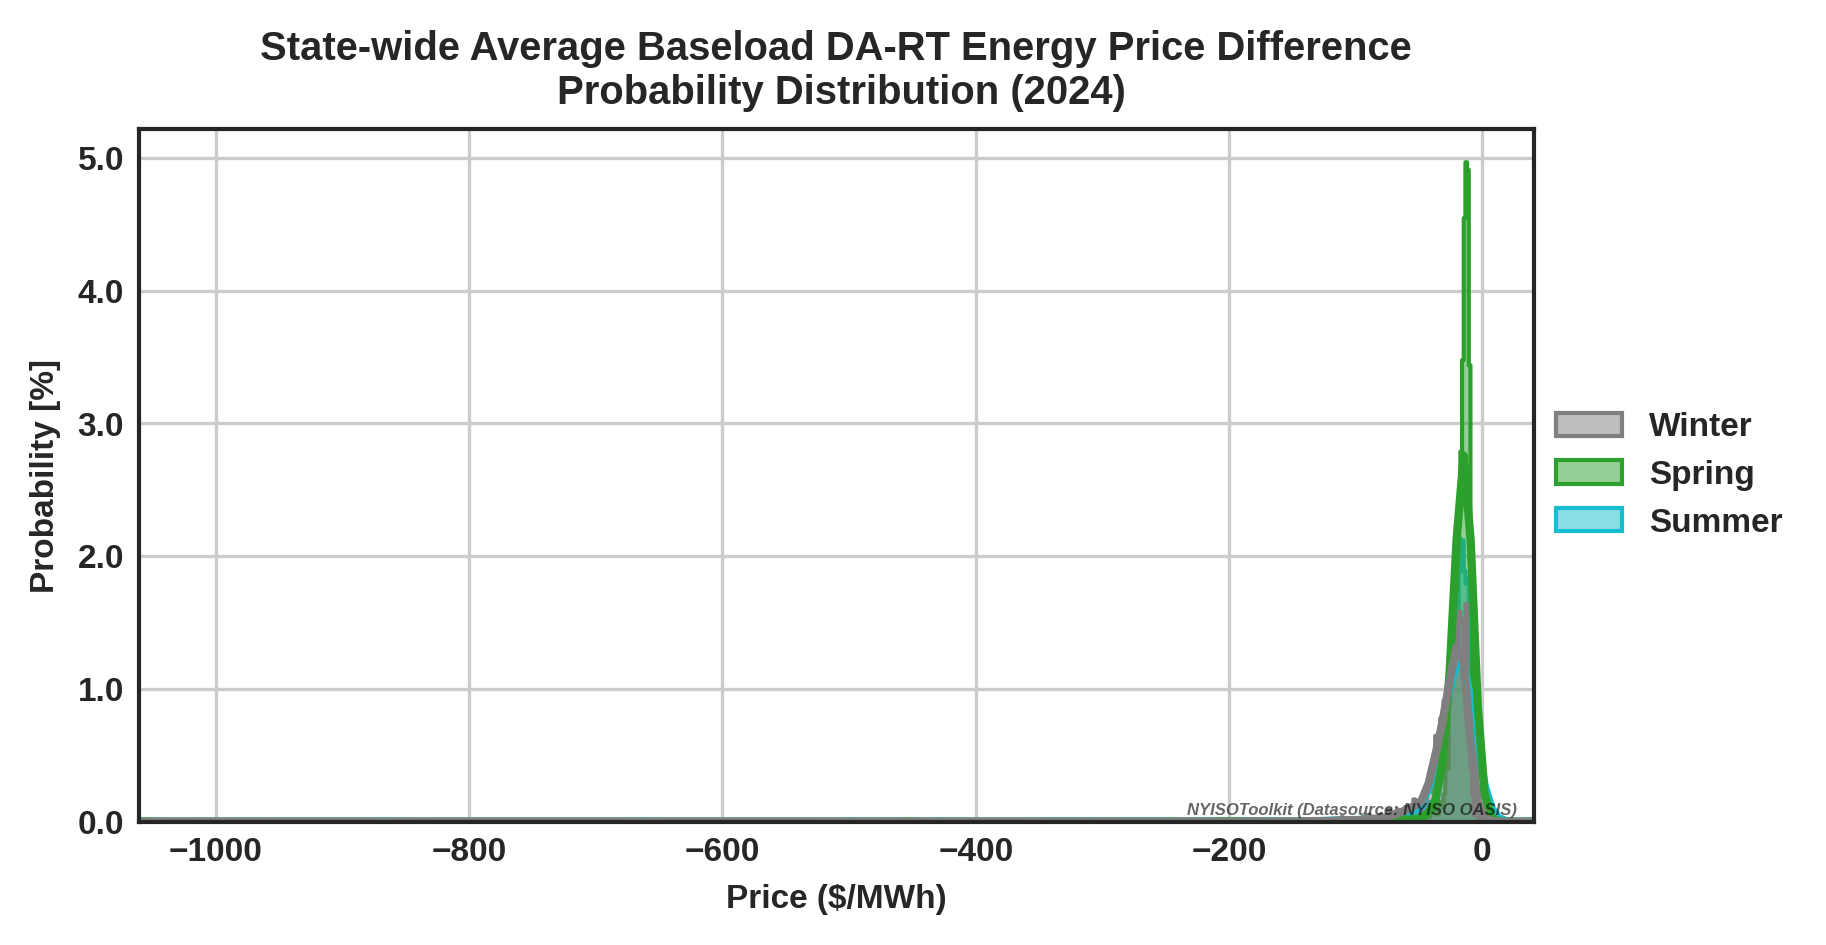 State-wide Average Baseload DA-RT Energy Price Difference
Probability Distribution (2024)
5.0
4.0
3.0
2.0
1.0
0.0
Probability [%]
Winter
Spring
Summer
NYISOToolkit (Datasource: NYISO OASIS)
−1000 −800 −600 −400 −200 0
Price ($/MWh)